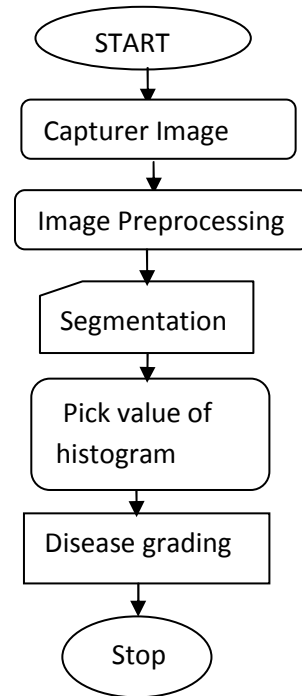 START
Capturer Image
Image Preprocessing
Segmentation
Pick value of
histogram
Disease grading
Stop